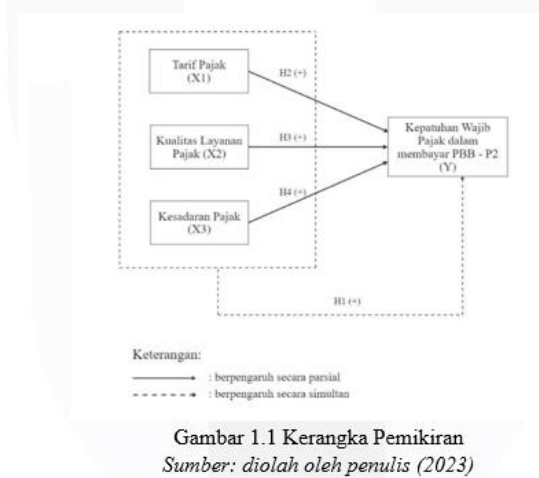 Tarif Pajak
(X1)
H2 (+)
Kualitas Layanan
Pajak (X2)
H3 (+)
Kepatuhan Wajib
Pajak dalam
membayar PBB - P2
(Y)
H4 (+)
Kesadaran Pajak
(X3)
H1 (+)
Keterangan:
: berpengaruh secara parsial
: berpengaruh secara simultan
Gambar 1.1 Kerangka Pemikiran
Sumber: diolah oleh penulis (2023)